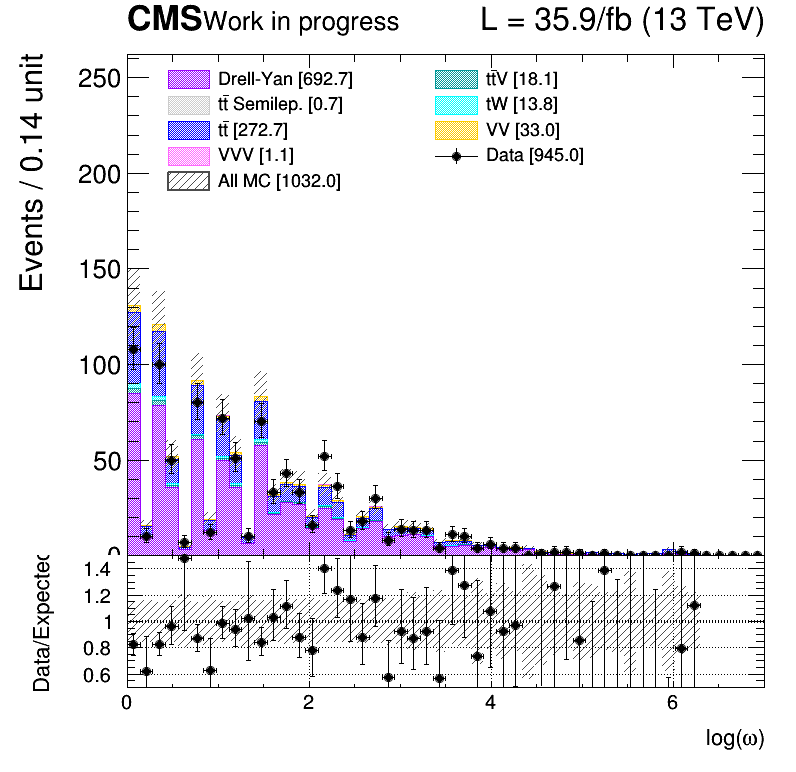 CMS Work in progress L = 35.9/fb (13 TeV)
Events / 0.14 unit
250
200
150
100
50
0
Drell-Yan [692.7]
tt̄ Semilep. [0.7]
tt̄ [272.7]
VVV [1.1]
All MC [1032.0]
tt̄V [18.1]
tW [13.8]
VV [33.0]
Data [945.0]
Data/Expected
1.4
1.2
1
0.8
0.6
0 2 4 6
log(ω)